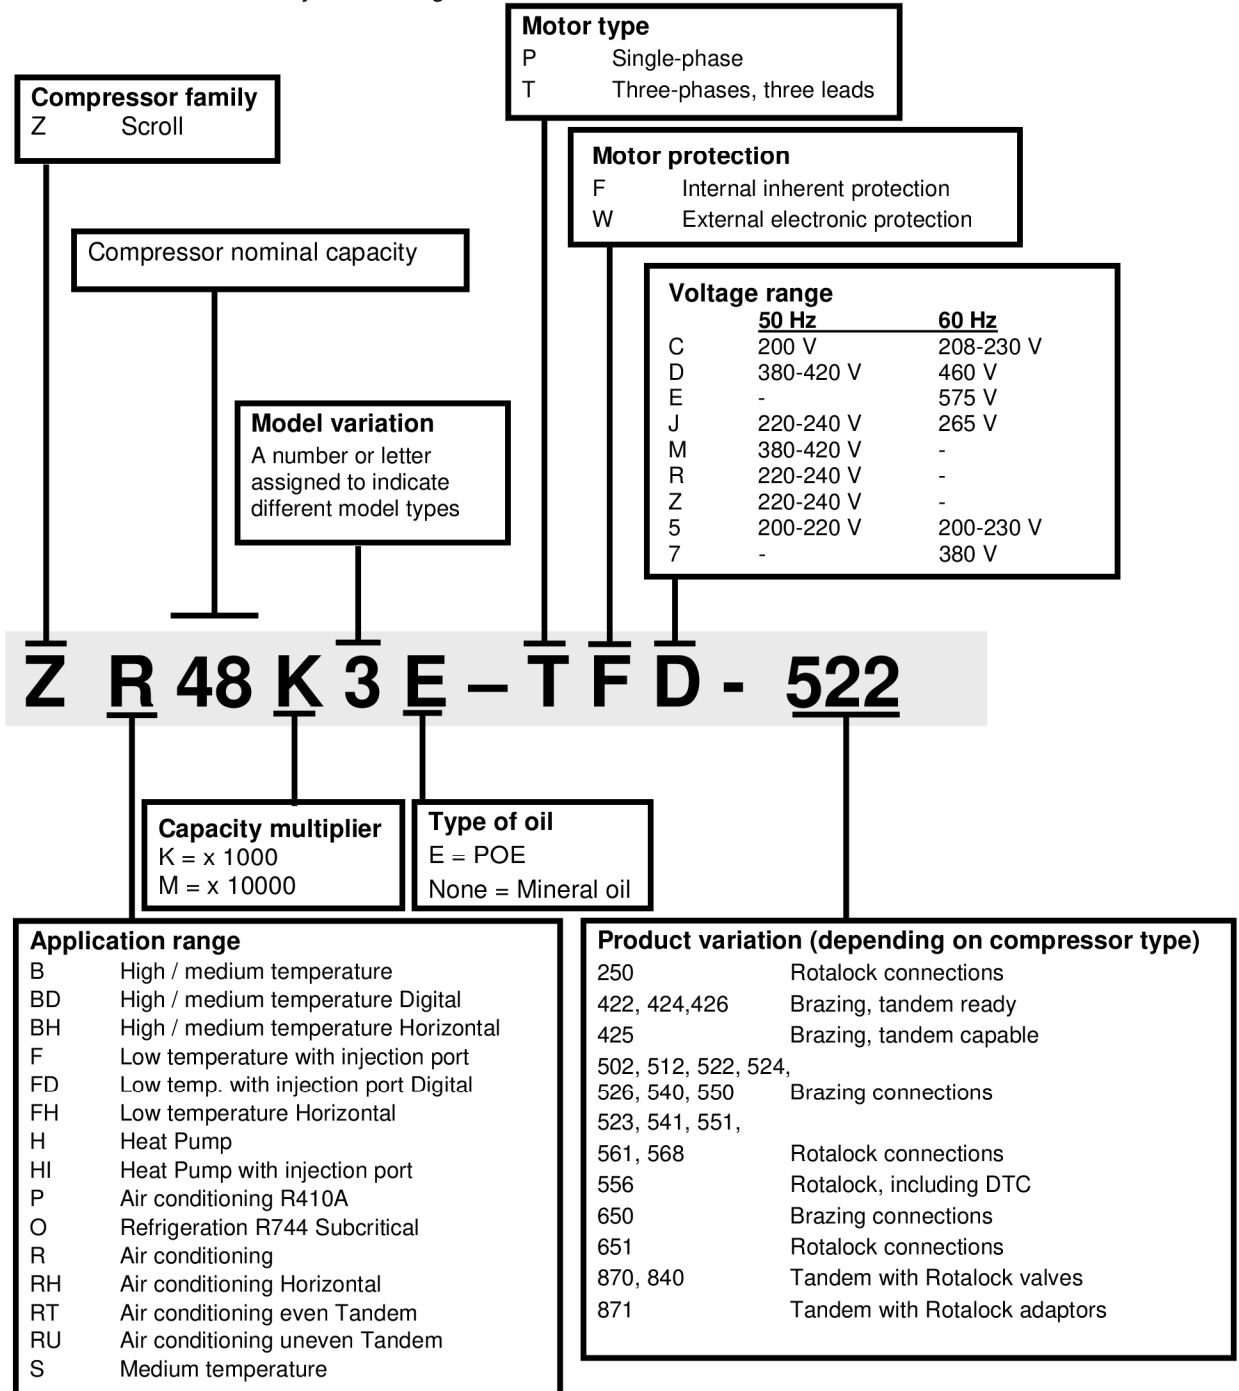 Motor type
P Single-phase
T Three-phases, three leads
Compressor family
Z Scroll
Motor protection
F Internal inherent protection
W External electronic protection
Compressor nominal capacity
Voltage range
50 Hz 60 Hz
C 200 V 208-230 V
D 380-420 V 460 V
E - 575 V
J 220-240 V 265 V
M 380-420 V -
R 220-240 V -
Z 220-240 V -
5 200-220 V 200-230 V
7 - 380 V
Model variation
A number or letter
assigned to indicate
different model types
Z R 48 K 3 E – T F D - 522
Capacity multiplier
K = x 1000
M = x 10000
Type of oil
E = POE
None = Mineral oil
Application range
B High / medium temperature
BD High / medium temperature Digital
BH High / medium temperature Horizontal
F Low temperature with injection port
FD Low temp. with injection port Digital
FH Low temperature Horizontal
H Heat Pump
HI Heat Pump with injection port
P Air conditioning R410A
O Refrigeration R744 Subcritical
R Air conditioning
RH Air conditioning Horizontal
RT Air conditioning even Tandem
RU Air conditioning uneven Tandem
S Medium temperature
Product variation (depending on compressor type)
250 Rotalock connections
422, 424,426 Brazing, tandem ready
425 Brazing, tandem capable
502, 512, 522, 524,
526, 540, 550 Brazing connections
523, 541, 551,
561, 568 Rotalock connections
556 Rotalock, including DTC
650 Brazing connections
651 Rotalock connections
870, 840 Tandem with Rotalock valves
871 Tandem with Rotalock adaptors